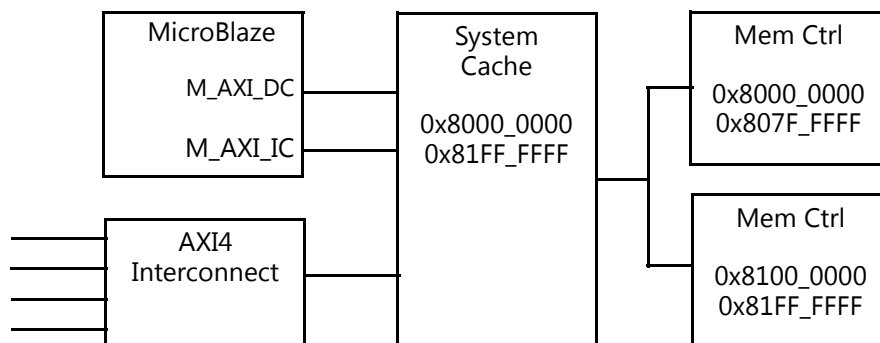 MicroBlaze
M_AXI_DC
M_AXI_IC
AXI4
Interconnect
System
Cache
0x8000_0000
0x81FF_FFFF
Mem Ctrl
0x8000_0000
0x807F_FFFF
Mem Ctrl
0x8100_0000
0x81FF_FFFF